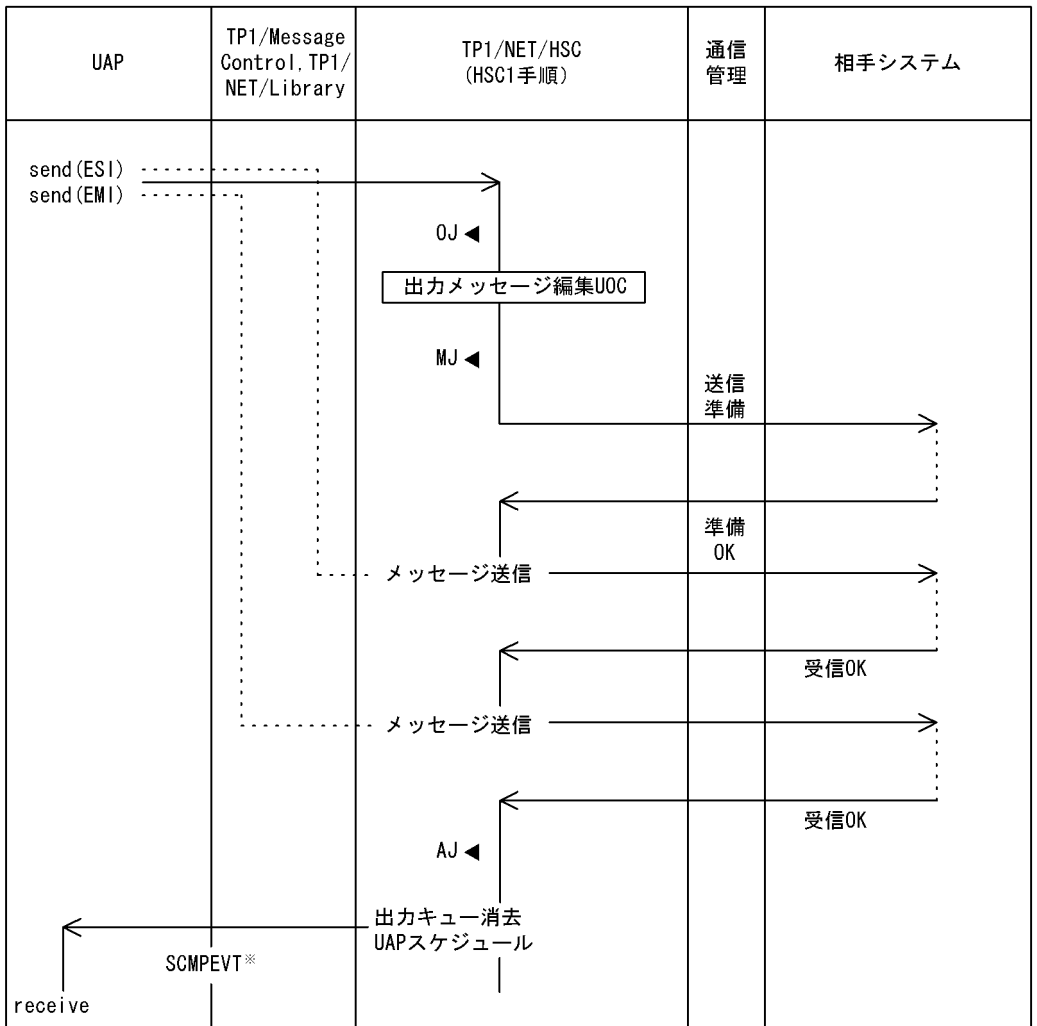 UAP
TP1/Message
Control,TP1/
NET/Library
TP1/NET/HSC
(HSC1手順)
通信
管理
相手システム
send(ESI)
send(EMI)
OJ
出力メッセージ編集UOC
MJ
送信
準備
準備
OK
メッセージ送信
受信OK
メッセージ送信
受信OK
AJ
出力キュー消去
UAPスケジュール
SCMPEVT※
receive